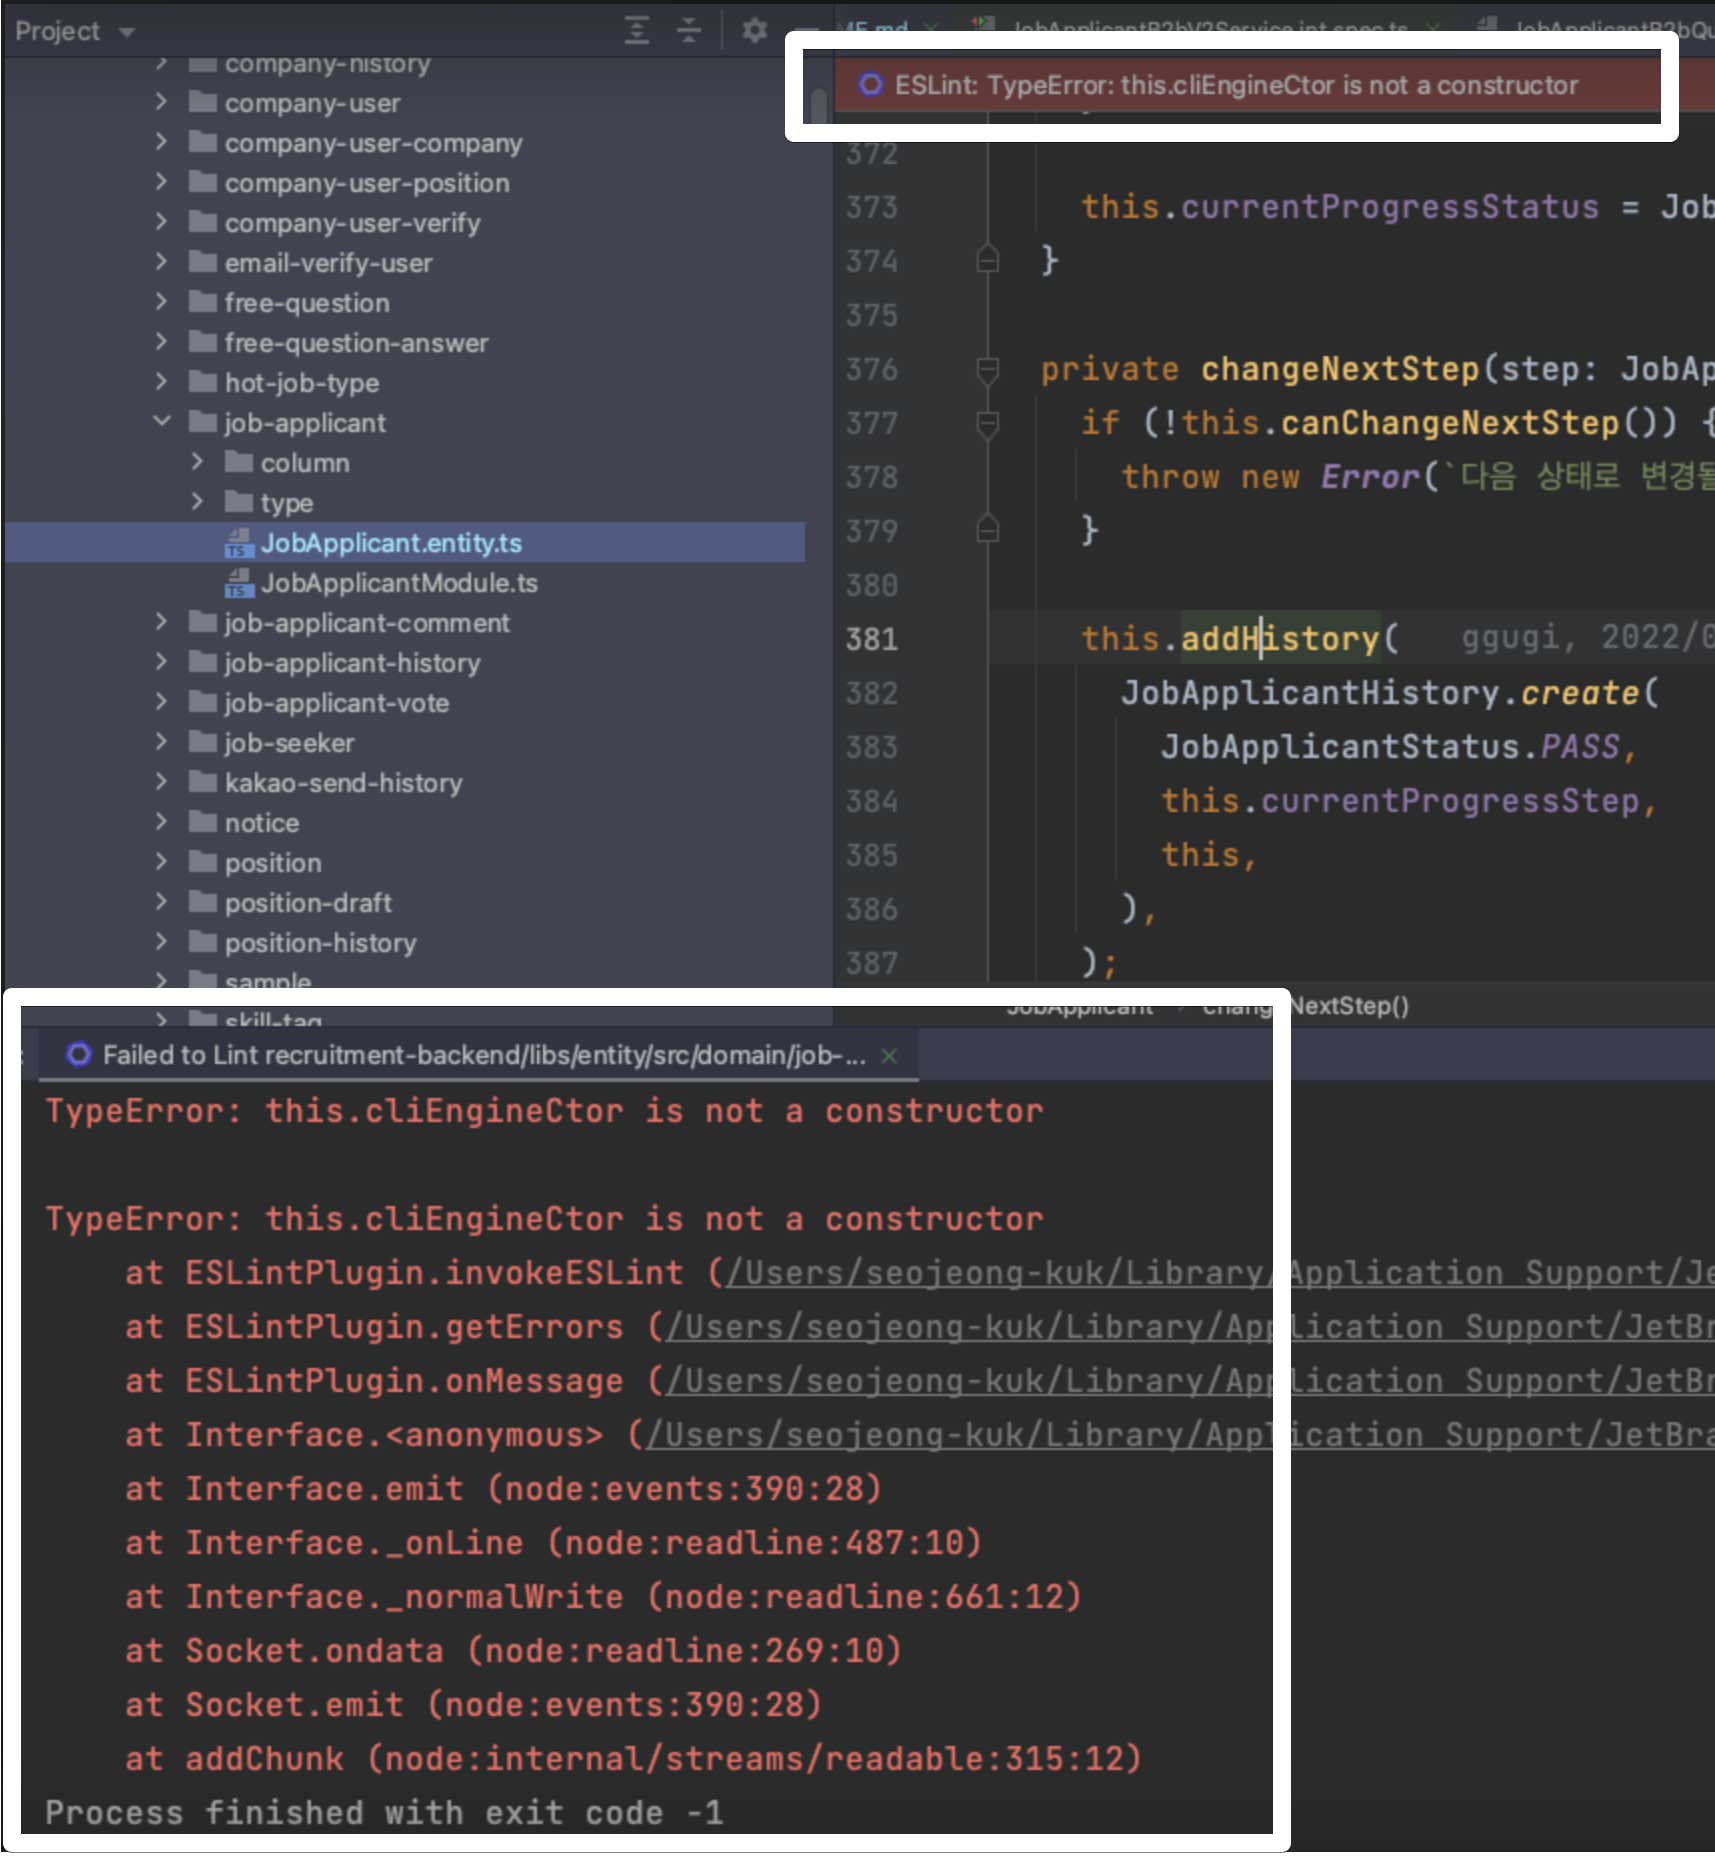 Project
company-history
company-user
company-user-company
company-user-position
company-user-verify
email-verify-user
free-question
free-question-answer
hot-job-type
job-applicant
column
type
TS JobApplicant.entity.ts
TS JobApplicantModule.ts
job-applicant-comment
job-applicant-history
job-applicant-vote
job-seeker
kakao-send-history
notice
position
position-draft
position-history
sample
skill-tag
ME.md JobApplicantB2bV2Service.int.spec.ts JobApplicantB2bQu
ESLint: TypeError: this.cliEngineCtor is not a constructor
372
373 this.currentProgressStatus = Job
374 }
375
376 private changeNextStep(step: JobAp
377 if (!this.canChangeNextStep()) {
378 throw new Error(`다음 상태로 변경될
379 }
380
381 this.addHistory( ggugi, 2022/0
382 JobApplicantHistory.create(
383 JobApplicantStatus.PASS,
384 this.currentProgressStep,
385 this,
386 ),
387 );
JobApplicant > changeNextStep()
Failed to Lint recruitment-backend/libs/entity/src/domain/job-...
TypeError: this.cliEngineCtor is not a constructor
TypeError: this.cliEngineCtor is not a constructor
at ESLintPlugin.invokeESLint (/Users/seojeong-kuk/Library/Application Support/Je
at ESLintPlugin.getErrors (/Users/seojeong-kuk/Library/Application Support/JetBr
at ESLintPlugin.onMessage (/Users/seojeong-kuk/Library/Application Support/JetBr
at Interface.<anonymous> (/Users/seojeong-kuk/Library/Application Support/JetBra
at Interface.emit (node:events:390:28)
at Interface._onLine (node:readline:487:10)
at Interface._normalWrite (node:readline:661:12)
at Socket.ondata (node:readline:269:10)
at Socket.emit (node:events:390:28)
at addChunk (node:internal/streams/readable:315:12)
Process finished with exit code -1